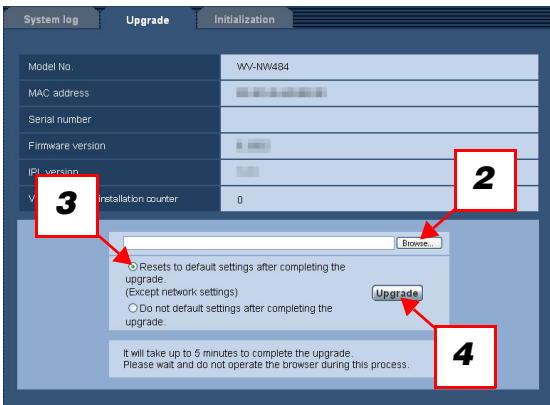 System log
Upgrade
Initialization
Model No.
WV-NW484
MAC address
Serial number
Firmware version
IPL version
V
installation counter
0
2
3
Browse...
Resets to default settings after completing the
upgrade.
(Except network settings)
Upgrade
Do not default settings after completing the
upgrade.
4
It will take up to 5 minutes to complete the upgrade.
Please wait and do not operate the browser during this process.